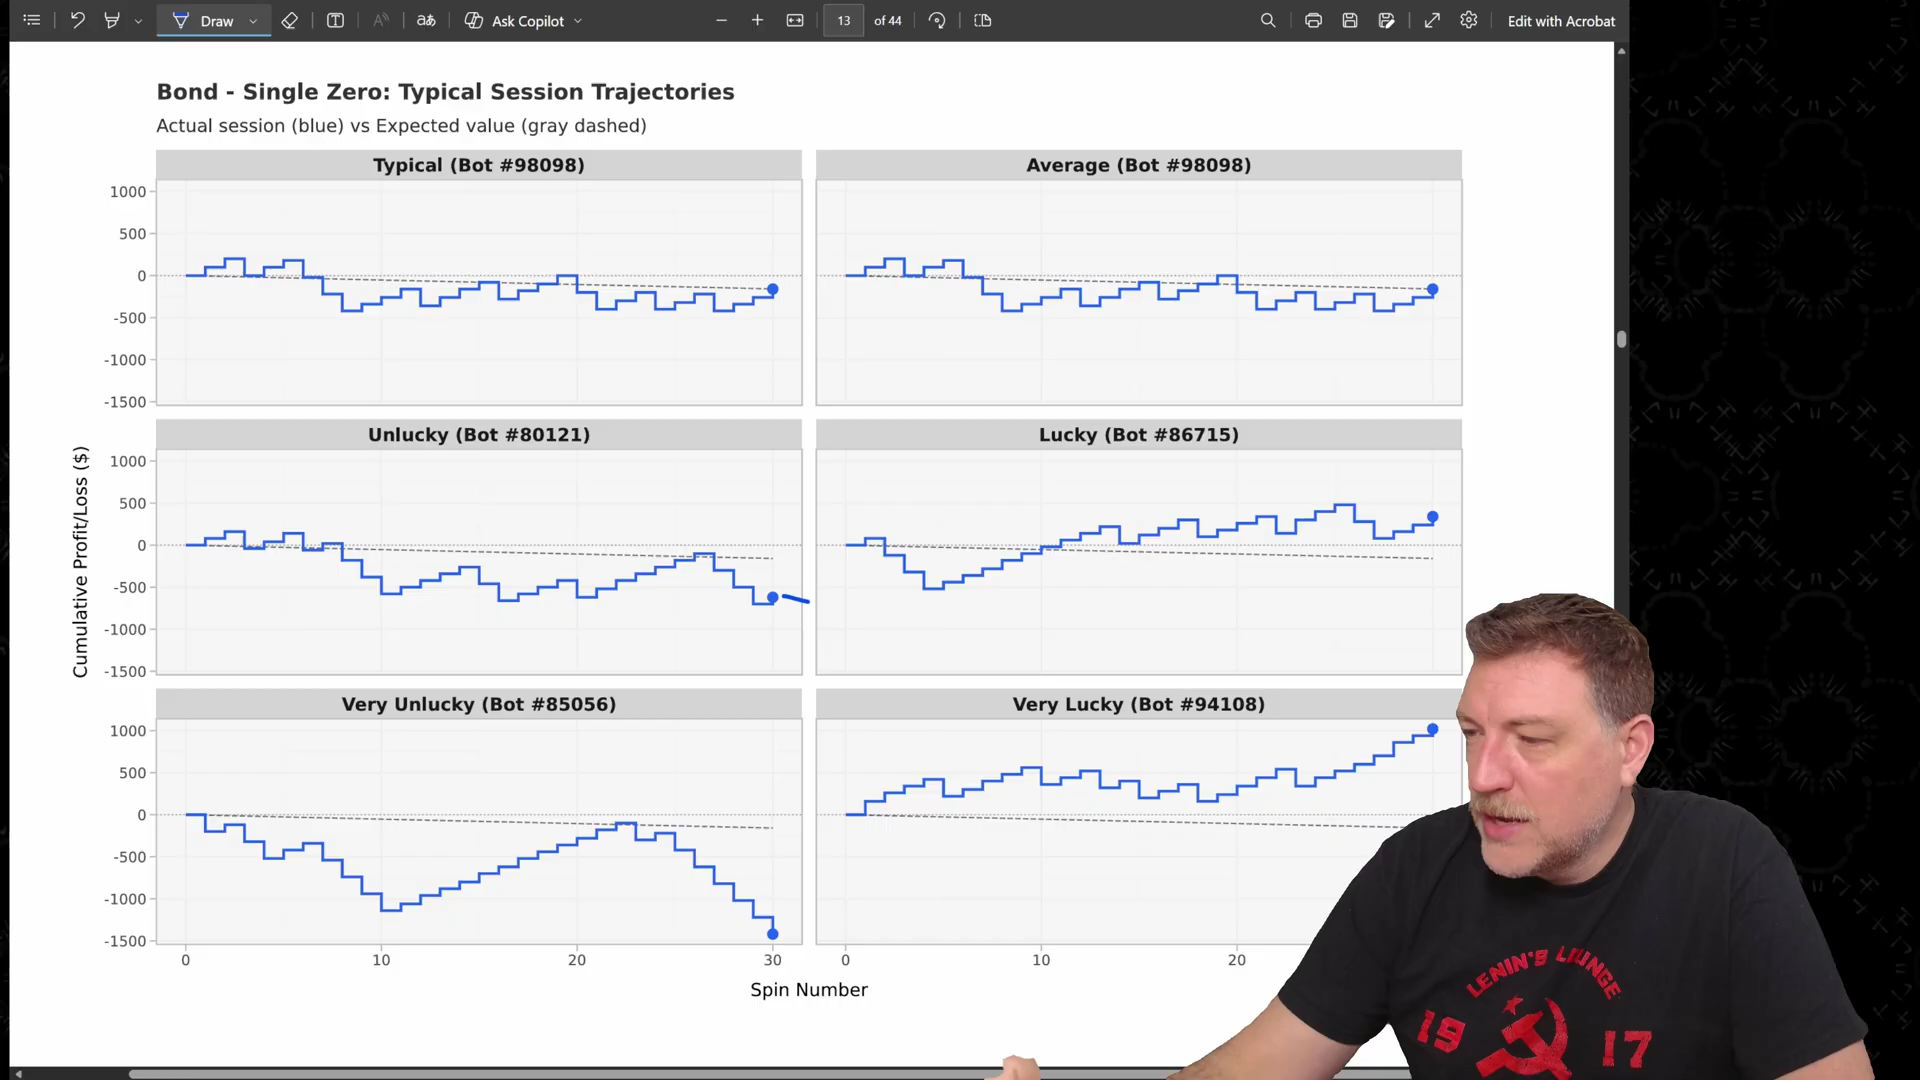 Draw
aあ
Ask Copilot
13 of 44
Edit with Acrobat
Bond - Single Zero: Typical Session Trajectories
Actual session (blue) vs Expected value (gray dashed)
Typical (Bot #98098)
Average (Bot #98098)
1000
500
0
-500
-1000
-1500
Unlucky (Bot #80121)
Lucky (Bot #86715)
1000
500
0
-500
-1000
-1500
Cumulative Profit/Loss ($)
Very Unlucky (Bot #85056)
Very Lucky (Bot #94108)
1000
500
0
-500
-1000
-1500
0 10 20 30
0 10 20
Spin Number
LENIN'S LOUNGE
19 17